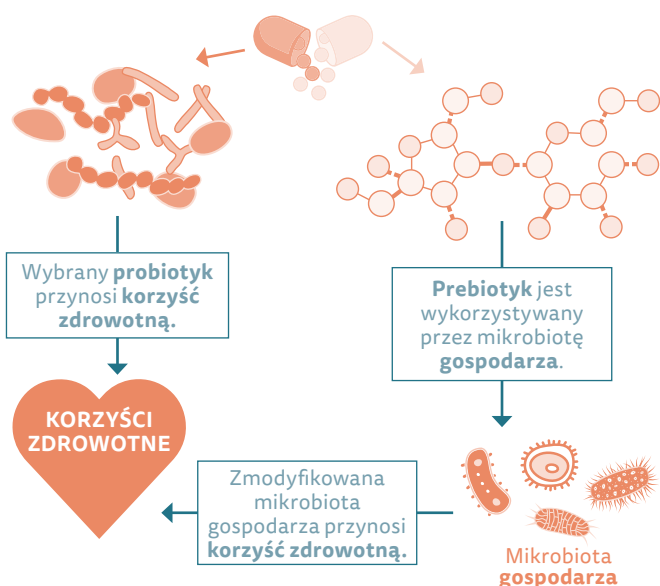 Wybrany probiotyk
przynosi korzyść
zdrowotną.
Prebiotyk jest
wykorzystywany
przez mikrobiotę
gospodarza.
KORZYŚCI
ZDROWOTNE
Zmodyfikowana
mikrobiota
gospodarza przynosi
korzyść zdrowotną.
Mikrobiota
gospodarza